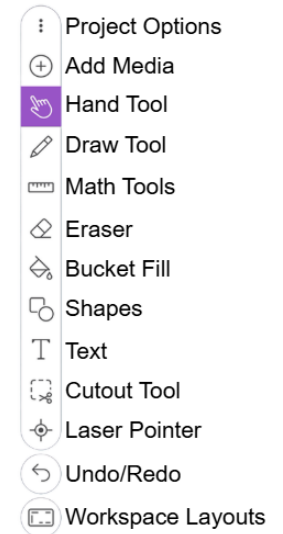 Project Options
Add Media
Hand Tool
Draw Tool
Math Tools
Eraser
Bucket Fill
Shapes
T Text
Cutout Tool
Laser Pointer
Undo/Redo
Workspace Layouts